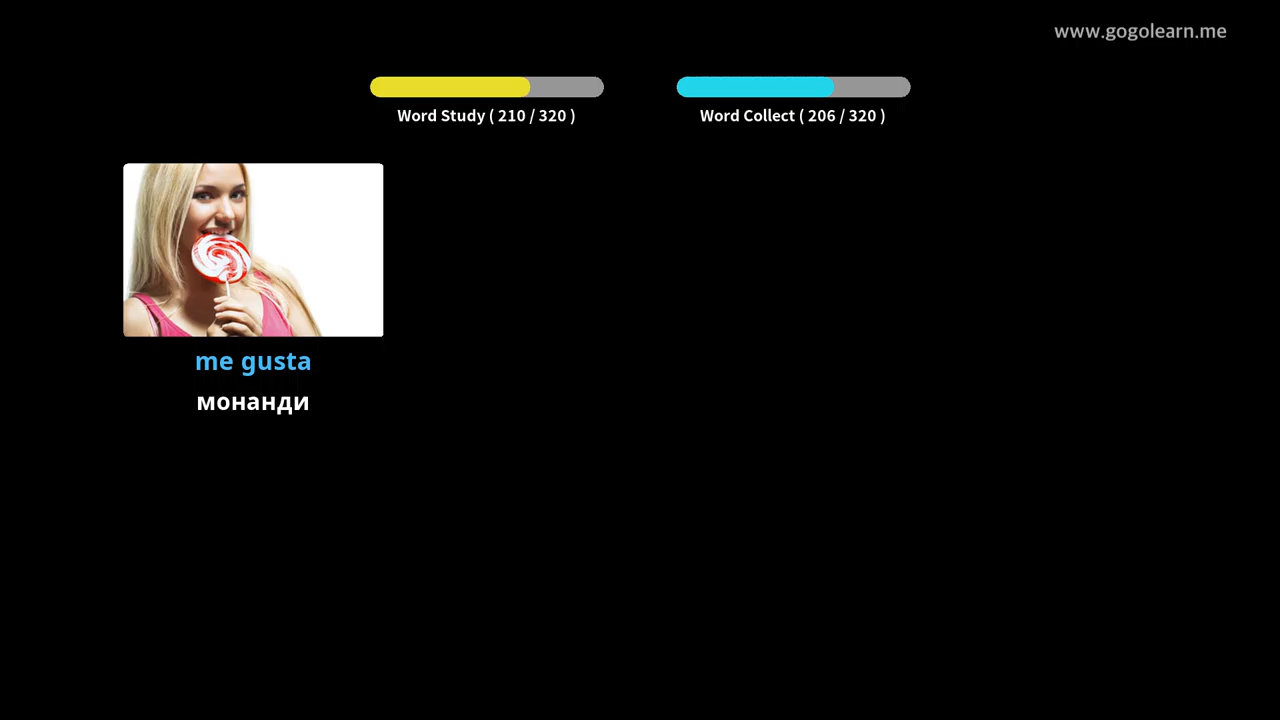 www.gogolearn.me
Word Study ( 210 / 320 )
Word Collect ( 206 / 320 )
me gusta
монанди